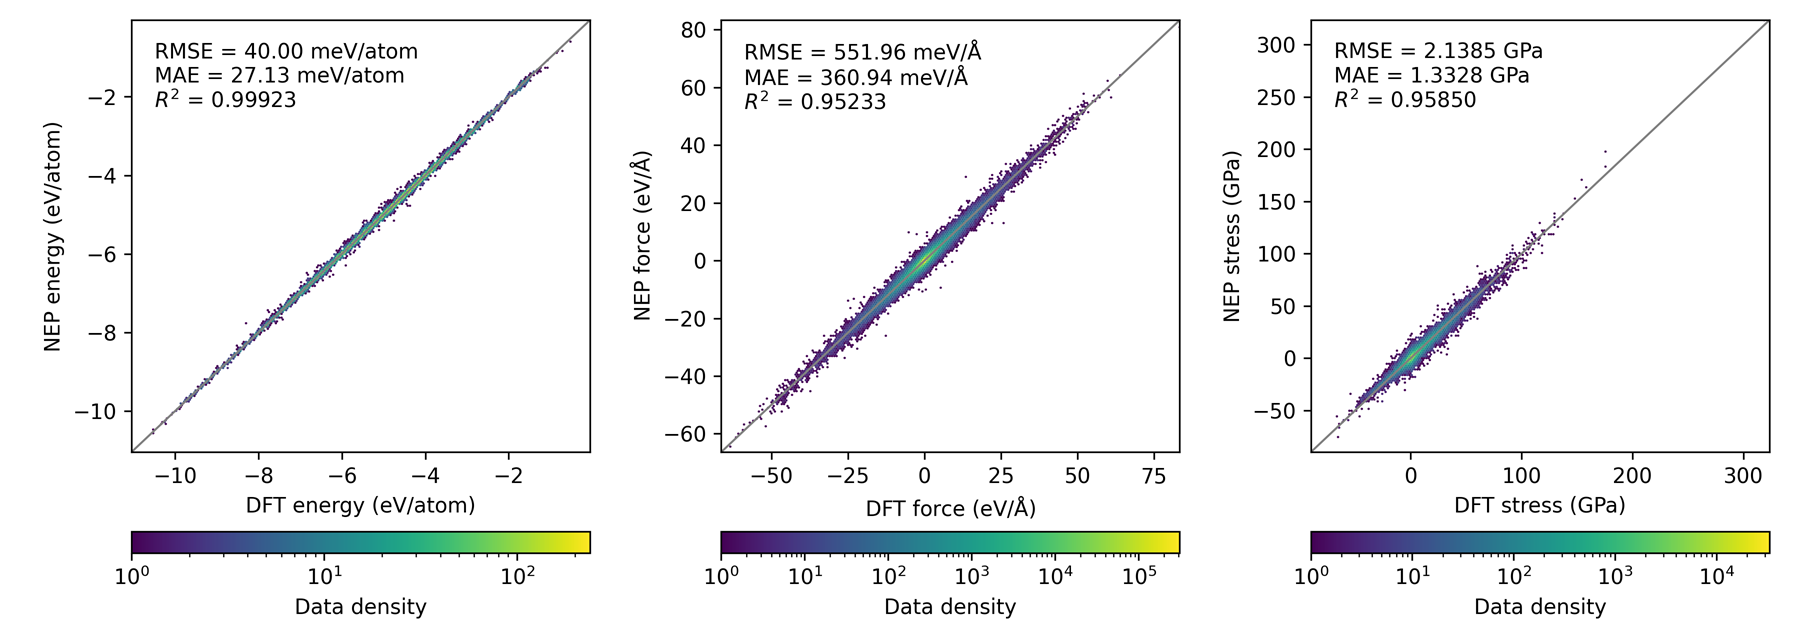 RMSE = 40.00 meV/atom
MAE = 27.13 meV/atom
R² = 0.99923
−2
−4
−6
−8
−10
NEP energy (eV/atom)
−10 −8 −6 −4 −2
DFT energy (eV/atom)
10⁰ 10¹ 10²
Data density
RMSE = 551.96 meV/Å
MAE = 360.94 meV/Å
R² = 0.95233
80
60
40
20
0
−20
−40
−60
NEP force (eV/Å)
−50 −25 0 25 50 75
DFT force (eV/Å)
10⁰ 10¹ 10² 10³ 10⁴ 10⁵
Data density
RMSE = 2.1385 GPa
MAE = 1.3328 GPa
R² = 0.95850
300
250
200
150
100
50
0
−50
NEP stress (GPa)
0 100 200 300
DFT stress (GPa)
10⁰ 10¹ 10² 10³ 10⁴
Data density